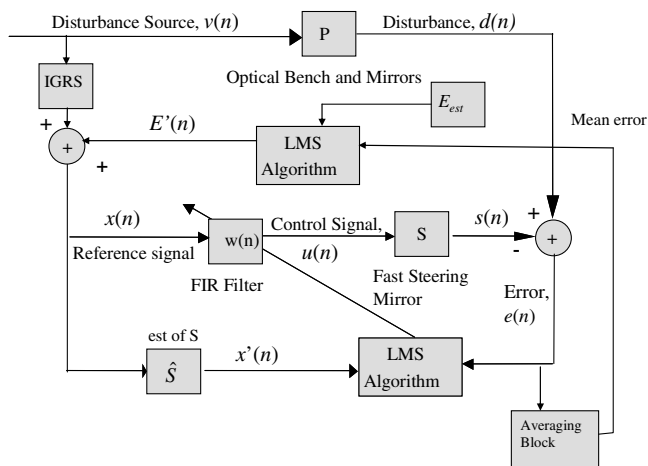 Disturbance Source, v(n)
Disturbance, d(n)
P
IGRS
Optical Bench and Mirrors
E_est
Mean error
E'(n)
LMS
Algorithm
+
+
+
x(n)
Reference signal
w(n)
FIR Filter
Control Signal,
u(n)
S
Fast Steering
Mirror
s(n)
+
-
+
Error,
e(n)
est of S
Ŝ
x'(n)
LMS
Algorithm
Averaging
Block